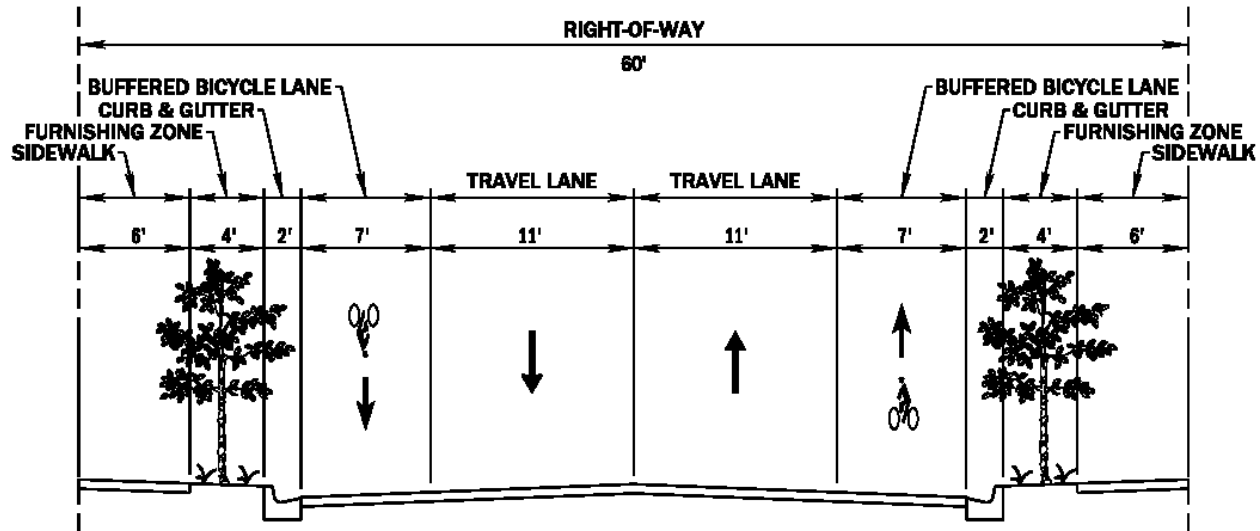 RIGHT-OF-WAY
60'
BUFFERED BICYCLE LANE
CURB & GUTTER
FURNISHING ZONE
SIDEWALK
BUFFERED BICYCLE LANE
CURB & GUTTER
FURNISHING ZONE
SIDEWALK
TRAVEL LANE TRAVEL LANE
6' 4' 2' 7' 11' 11' 7' 2' 4' 6'